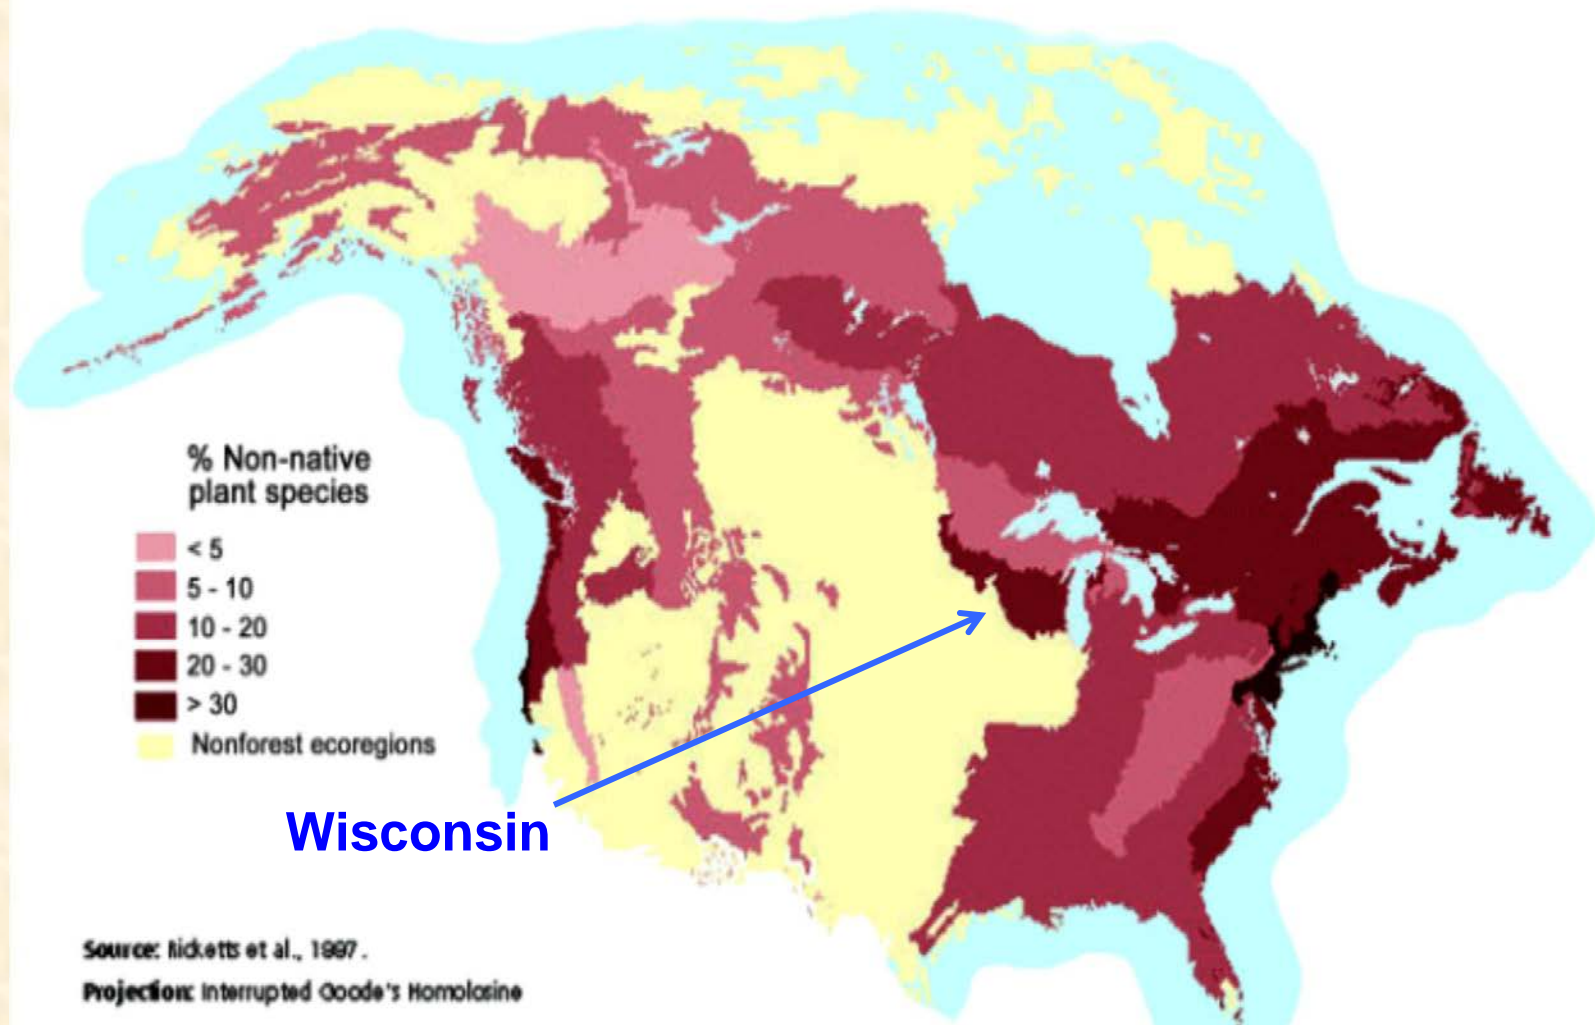 % Non-native
plant species
< 5
5 - 10
10 - 20
20 - 30
> 30
Nonforest ecoregions
Wisconsin
Source: Ricketts et al., 1997.
Projection: Interrupted Goode's Homolosine